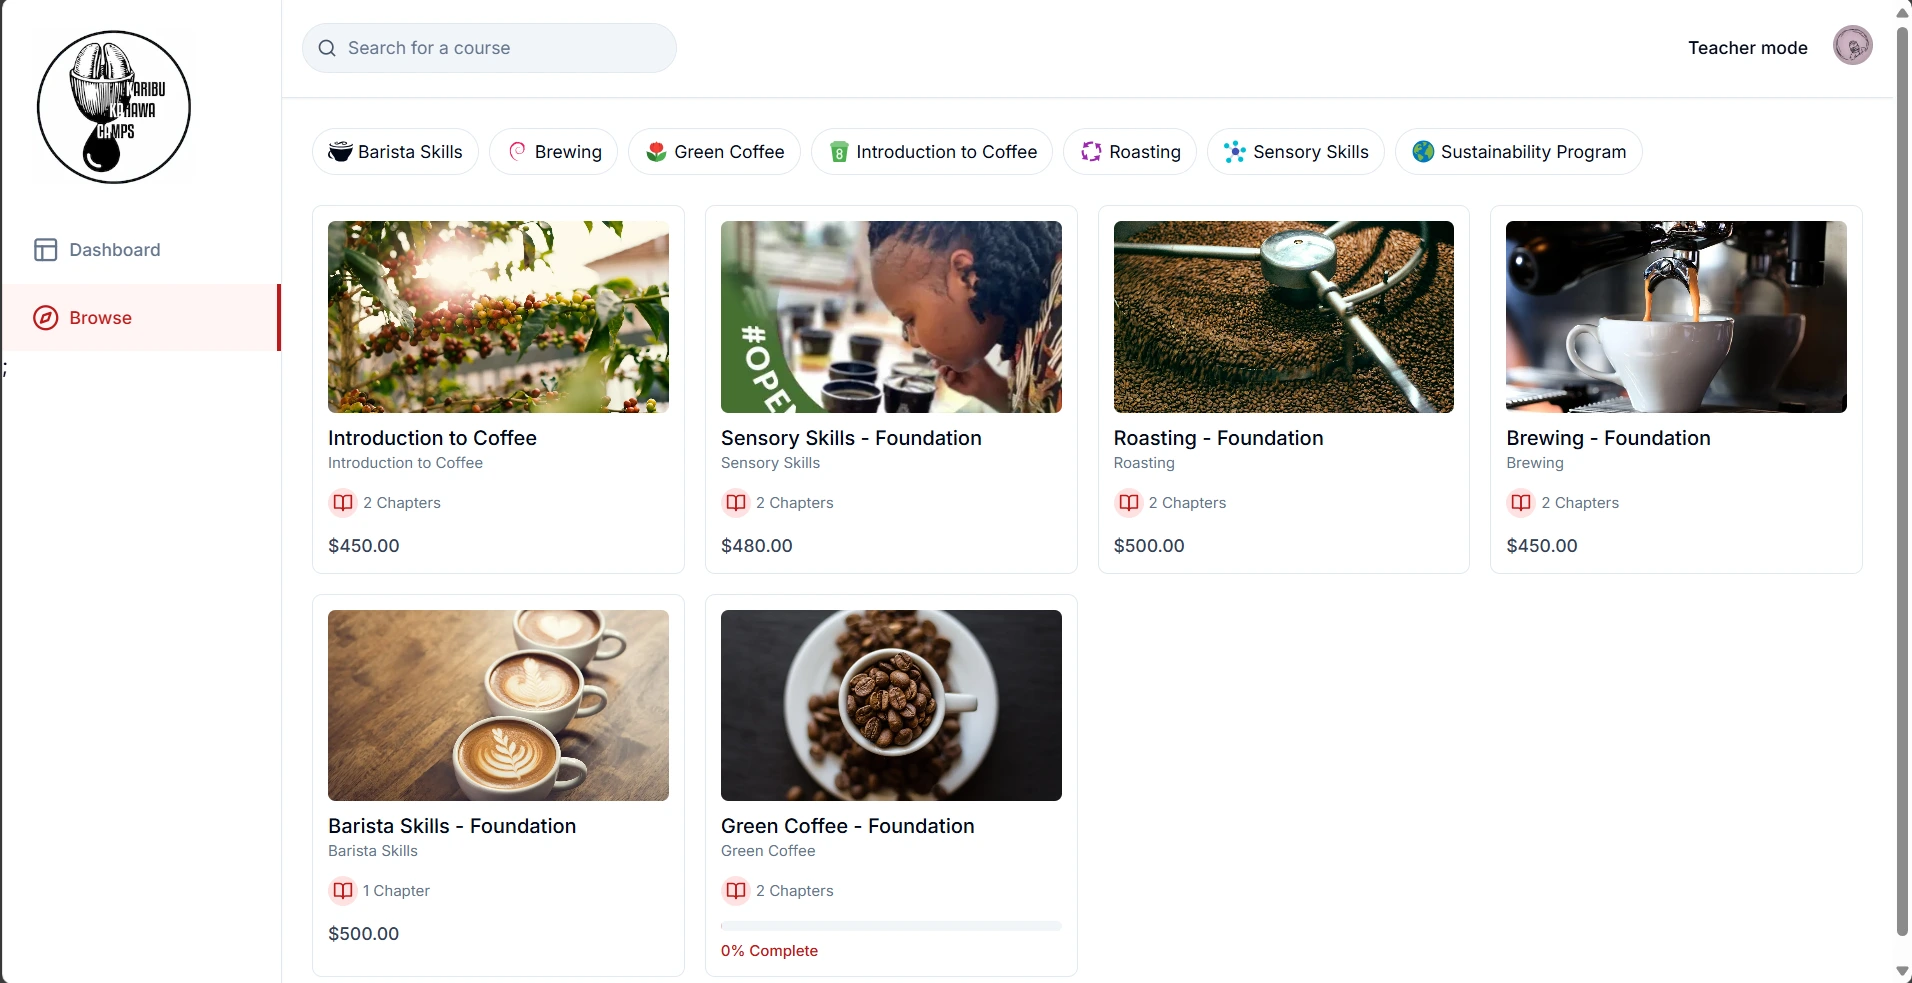 KARIBU
KAHAWA
CAMPS
Dashboard
Browse
;
Search for a course
Teacher mode
Barista Skills
Brewing
Green Coffee
8
Introduction to Coffee
Roasting
Sensory Skills
Sustainability Program
Introduction to Coffee
Introduction to Coffee
2 Chapters
$450.00
#OPEN
Sensory Skills - Foundation
Sensory Skills
2 Chapters
$480.00
Roasting - Foundation
Roasting
2 Chapters
$500.00
Brewing - Foundation
Brewing
2 Chapters
$450.00
Barista Skills - Foundation
Barista Skills
1 Chapter
$500.00
Green Coffee - Foundation
Green Coffee
2 Chapters
0% Complete